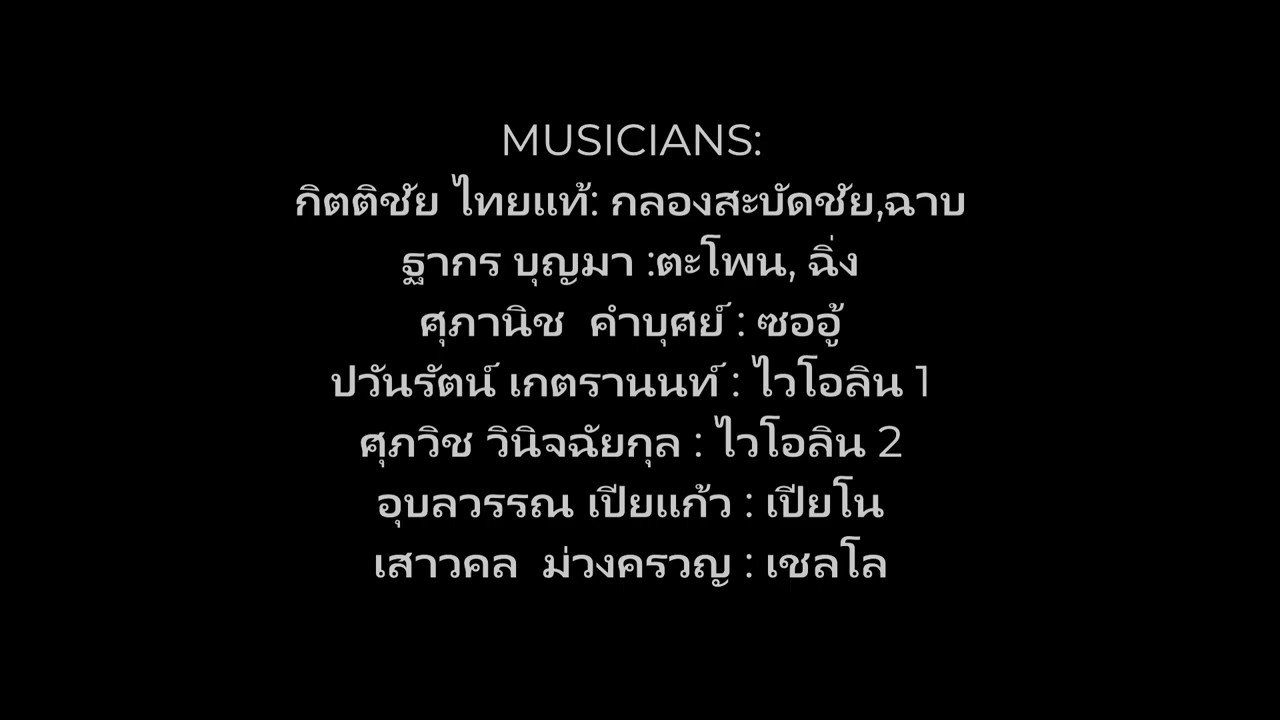 MUSICIANS:
กิตติชัย ไทยแท้: กลองสะบัดชัย,ฉาบ
ฐากร บุญมา :ตะโพน, ฉิ่ง
ศุภานิช  คำบุศย์ : ซออู้
ปวันรัตน์ เกตรานนท์ : ไวโอลิน 1
ศุภวิช วินิจฉัยกุล : ไวโอลิน 2
อุบลวรรณ เปียแก้ว : เปียโน
เสาวคล  ม่วงครวญ : เชลโล